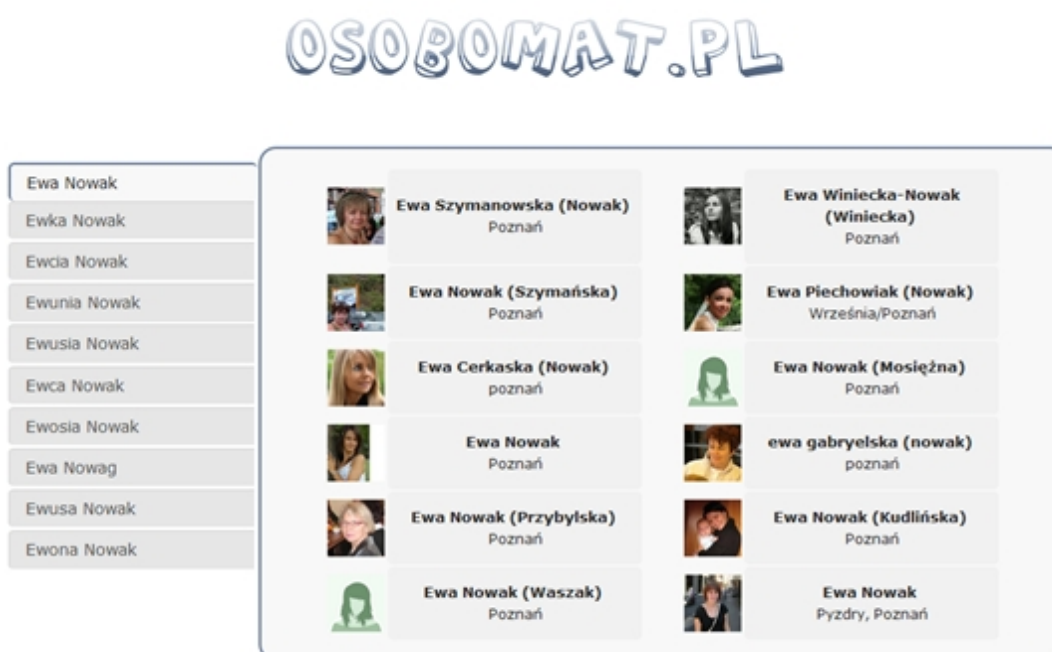 OSOBOMAT.PL
Ewa Nowak
Ewka Nowak
Ewcia Nowak
Ewunia Nowak
Ewusia Nowak
Ewca Nowak
Ewosia Nowak
Ewa Nowag
Ewusa Nowak
Ewona Nowak
Ewa Szymanowska (Nowak)
Poznań
Ewa Winiecka-Nowak
(Winiecka)
Poznań
Ewa Nowak (Szymańska)
Poznań
Ewa Piechowiak (Nowak)
Września/Poznań
Ewa Cerkaska (Nowak)
poznań
Ewa Nowak (Mosiężna)
Poznań
Ewa Nowak
Poznań
ewa gabryelska (nowak)
poznań
Ewa Nowak (Przybylska)
Poznań
Ewa Nowak (Kudlińska)
Poznań
Ewa Nowak (Waszak)
Poznań
Ewa Nowak
Pyzdry, Poznań